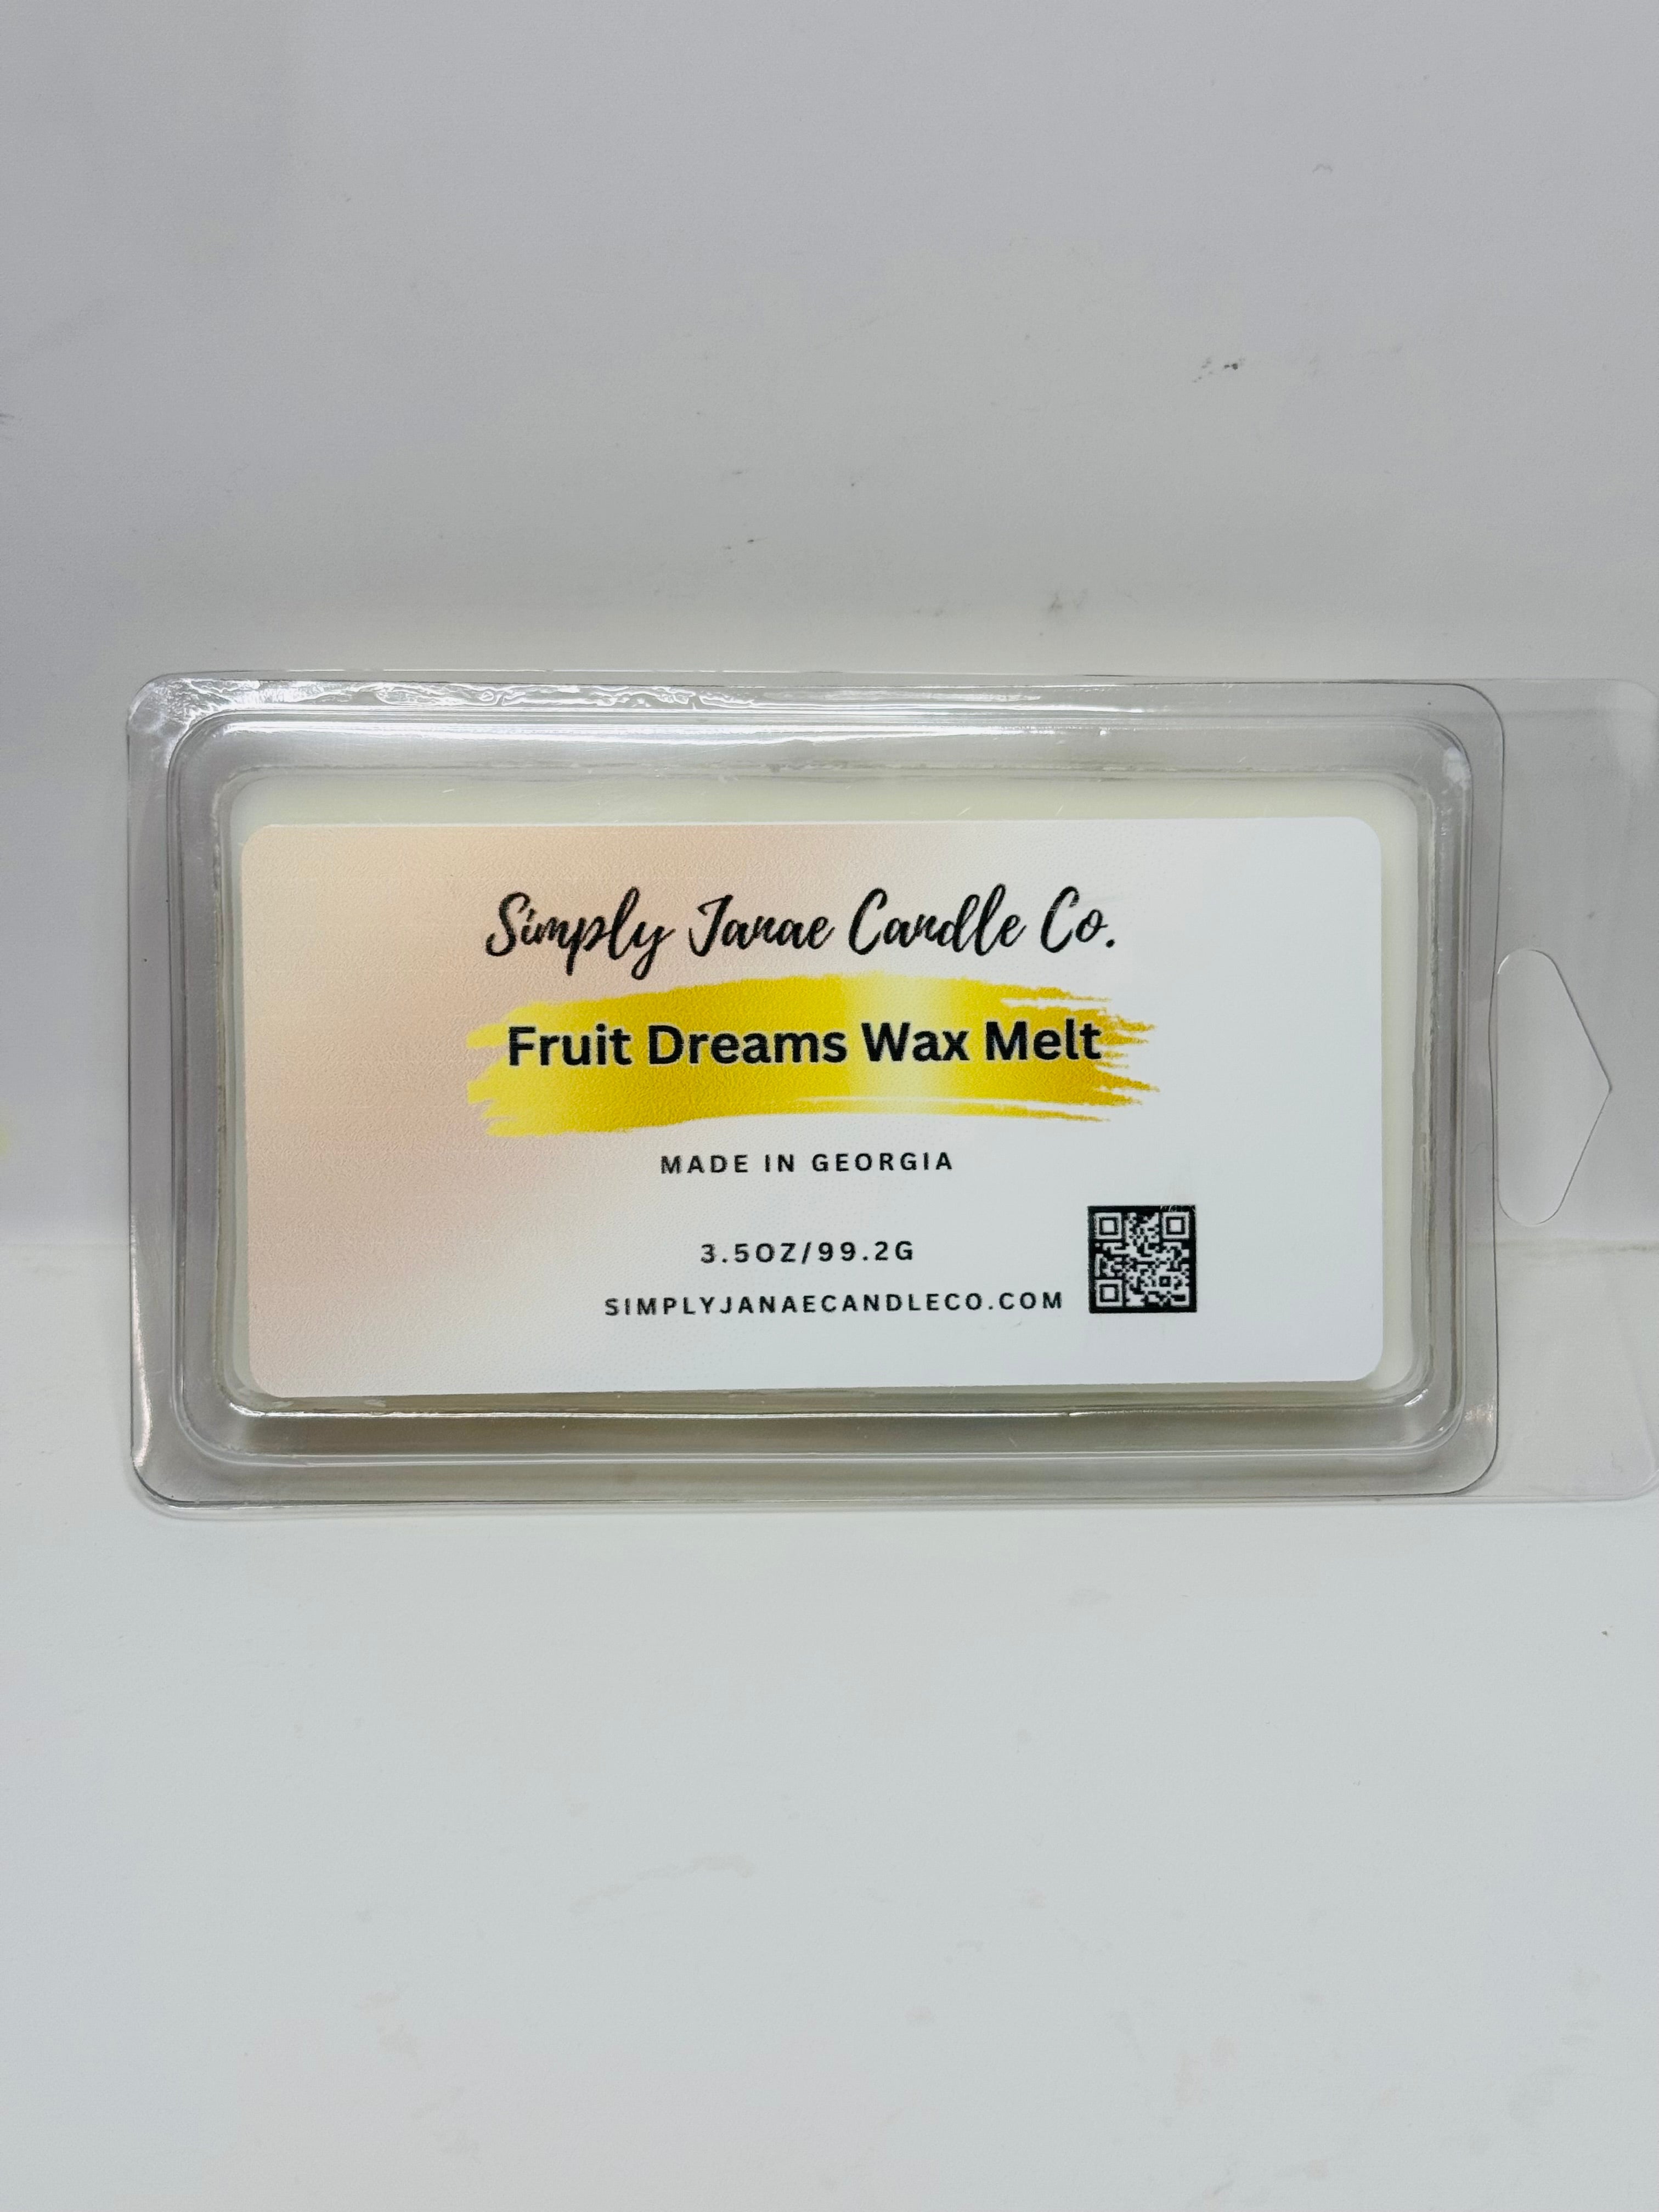 Simply Janae Candle Co.
Fruit Dreams Wax Melt
MADE IN GEORGIA
3.5OZ/99.2G
SIMPLYJANAECANDLECO.COM